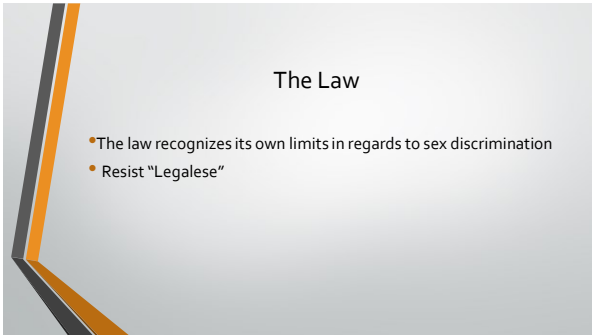 The Law
•The law recognizes its own limits in regards to sex discrimination
• Resist “Legalese”